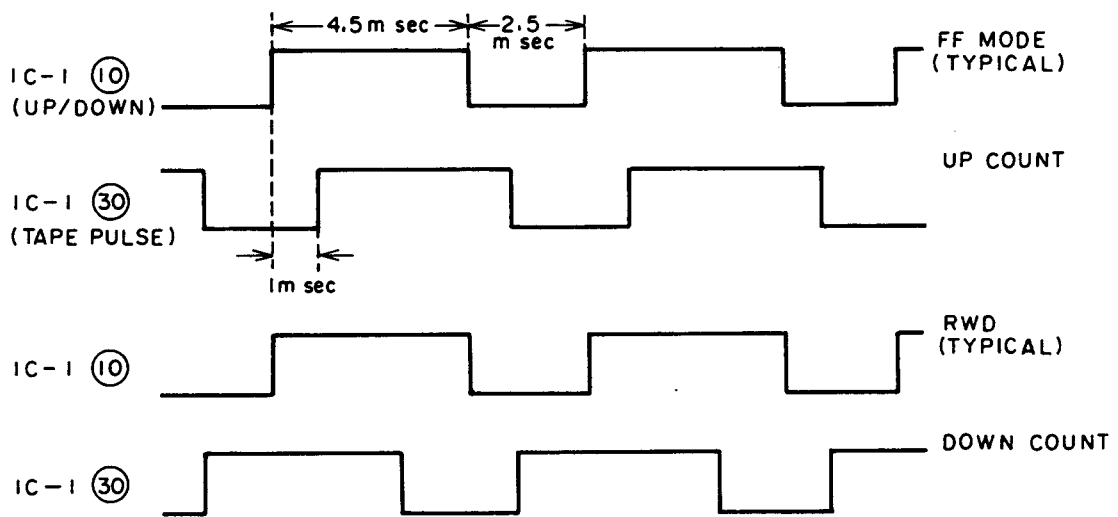 4.5m sec
2.5
m sec
FF MODE
(TYPICAL)
IC-1 10
(UP/DOWN)
UP COUNT
IC-1 30
(TAPE PULSE)
1m sec
RWD
(TYPICAL)
IC-1 10
DOWN COUNT
IC-1 30